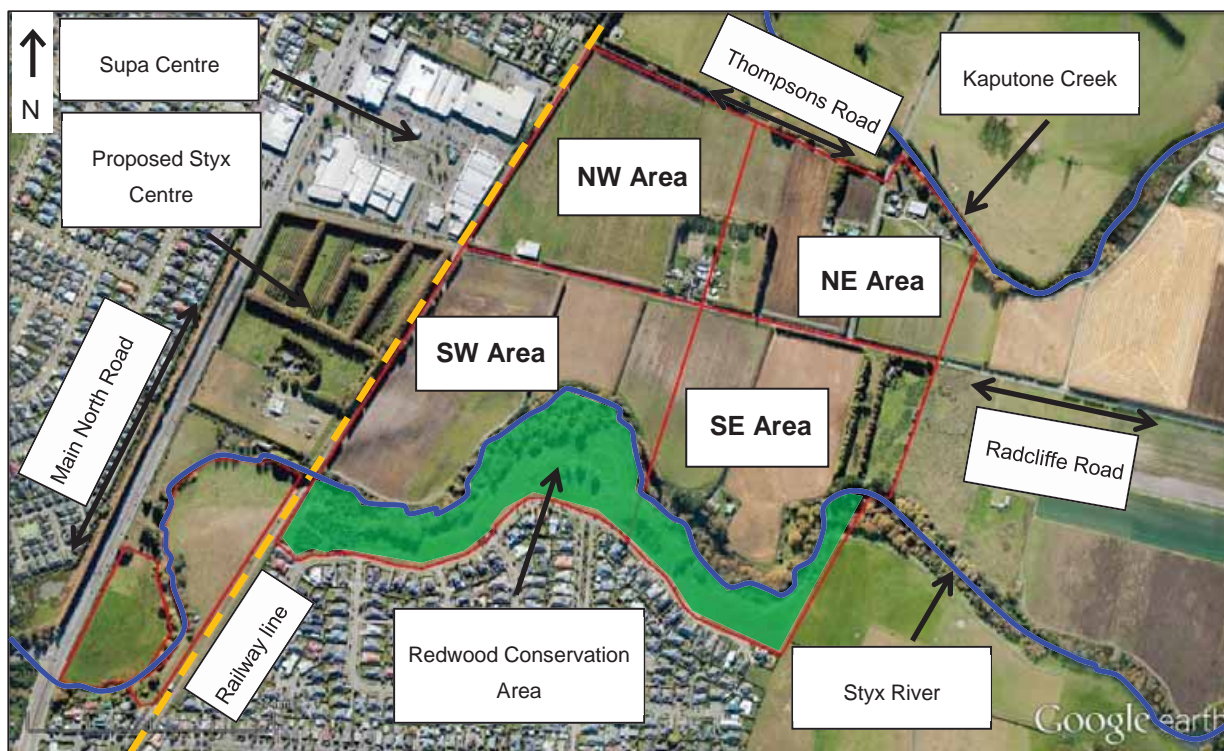 N
Supa Centre
Proposed Styx
Centre
Thompsons Road
Kaputone Creek
NW Area
NE Area
SW Area
SE Area
Main North Road
Radcliffe Road
Railway line
Redwood Conservation
Area
Styx River
Google earth